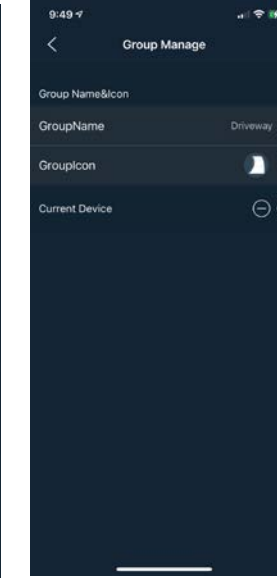 9:49
Group Manage
Group Name&Icon
GroupName Driveway
GroupIcon
Current Device